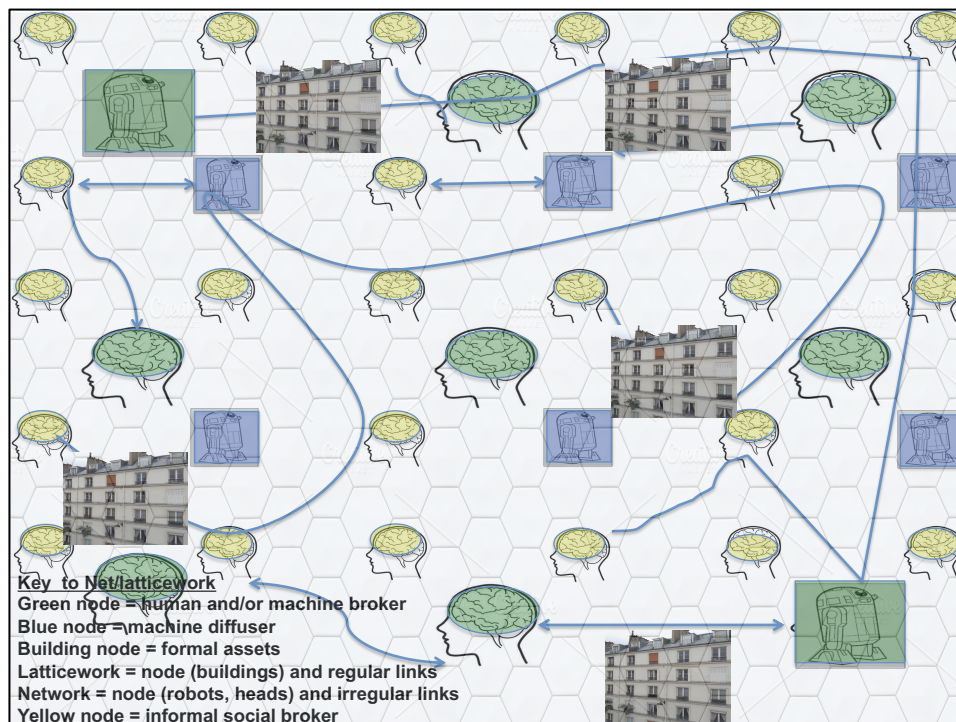 Key to Net/latticework
Green node = human and/or machine broker
Blue node = machine diffuser
Building node = formal assets
Latticework = node (buildings) and regular links
Network = node (robots, heads) and irregular links
Yellow node = informal social broker